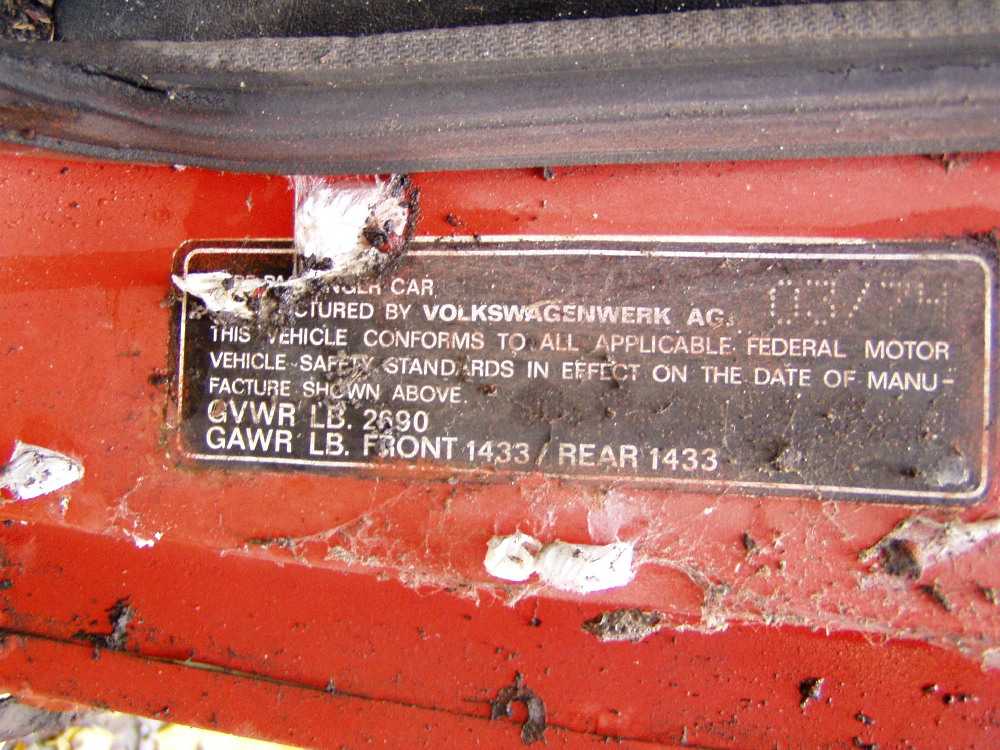 CAR
BY VOLKSWAGENWERK AG. 03/74
THIS VEHICLE CONFORMS TO ALL APPLICABLE FEDERAL MOTOR
VEHICLE SAFETY STANDARDS IN EFFECT ON THE DATE OF MANU-
FACTURE SHOWN ABOVE.
GVWR LB. 2690
GAWR LB. FRONT 1433 / REAR 1433